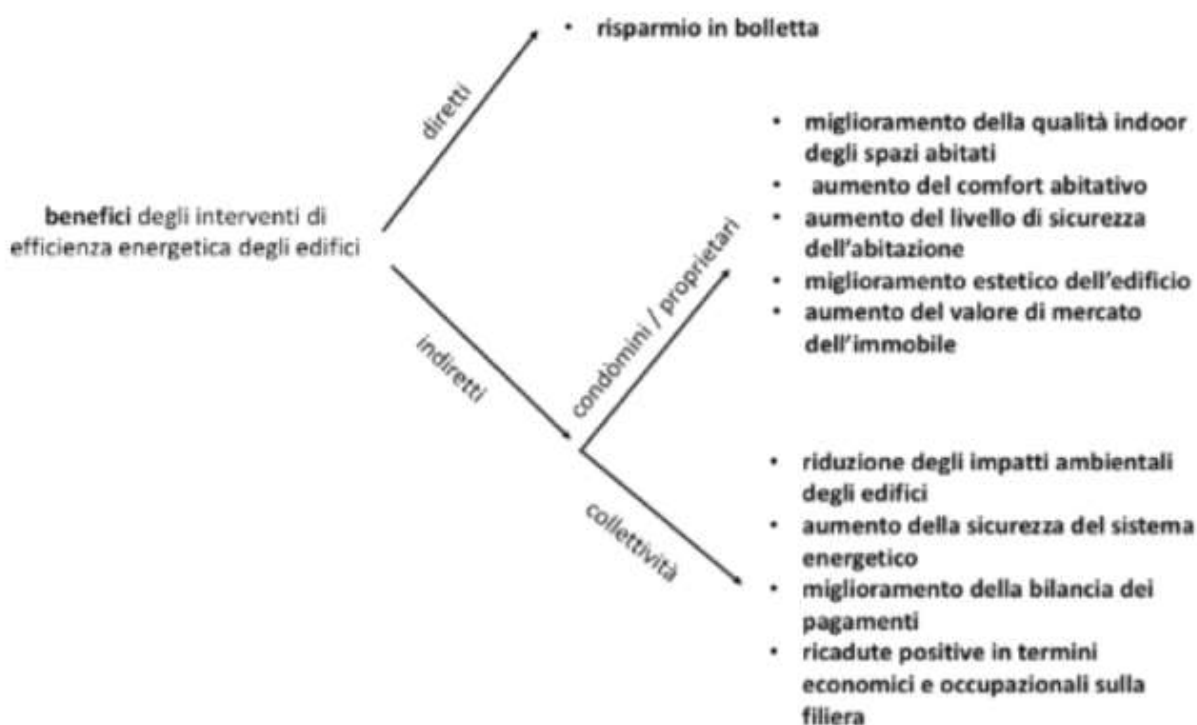 • risparmio in bolletta
diretti
benefici degli interventi di
efficienza energetica degli edifici
indiretti
condòmini / proprietari
• miglioramento della qualità indoor
degli spazi abitati
• aumento del comfort abitativo
• aumento del livello di sicurezza
dell'abitazione
• miglioramento estetico dell'edificio
• aumento del valore di mercato
dell'immobile
collettività
• riduzione degli impatti ambientali
degli edifici
• aumento della sicurezza del sistema
energetico
• miglioramento della bilancia dei
pagamenti
• ricadute positive in termini
economici e occupazionali sulla
filiera